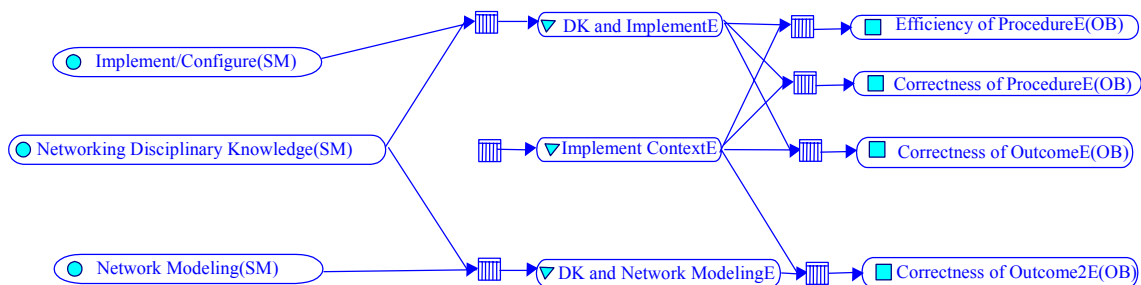 Implement/Configure(SM)
Networking Disciplinary Knowledge(SM)
Network Modeling(SM)
DK and ImplementE
Implement ContextE
DK and Network ModelingE
Efficiency of ProcedureE(OB)
Correctness of ProcedureE(OB)
Correctness of OutcomeE(OB)
Correctness of Outcome2E(OB)